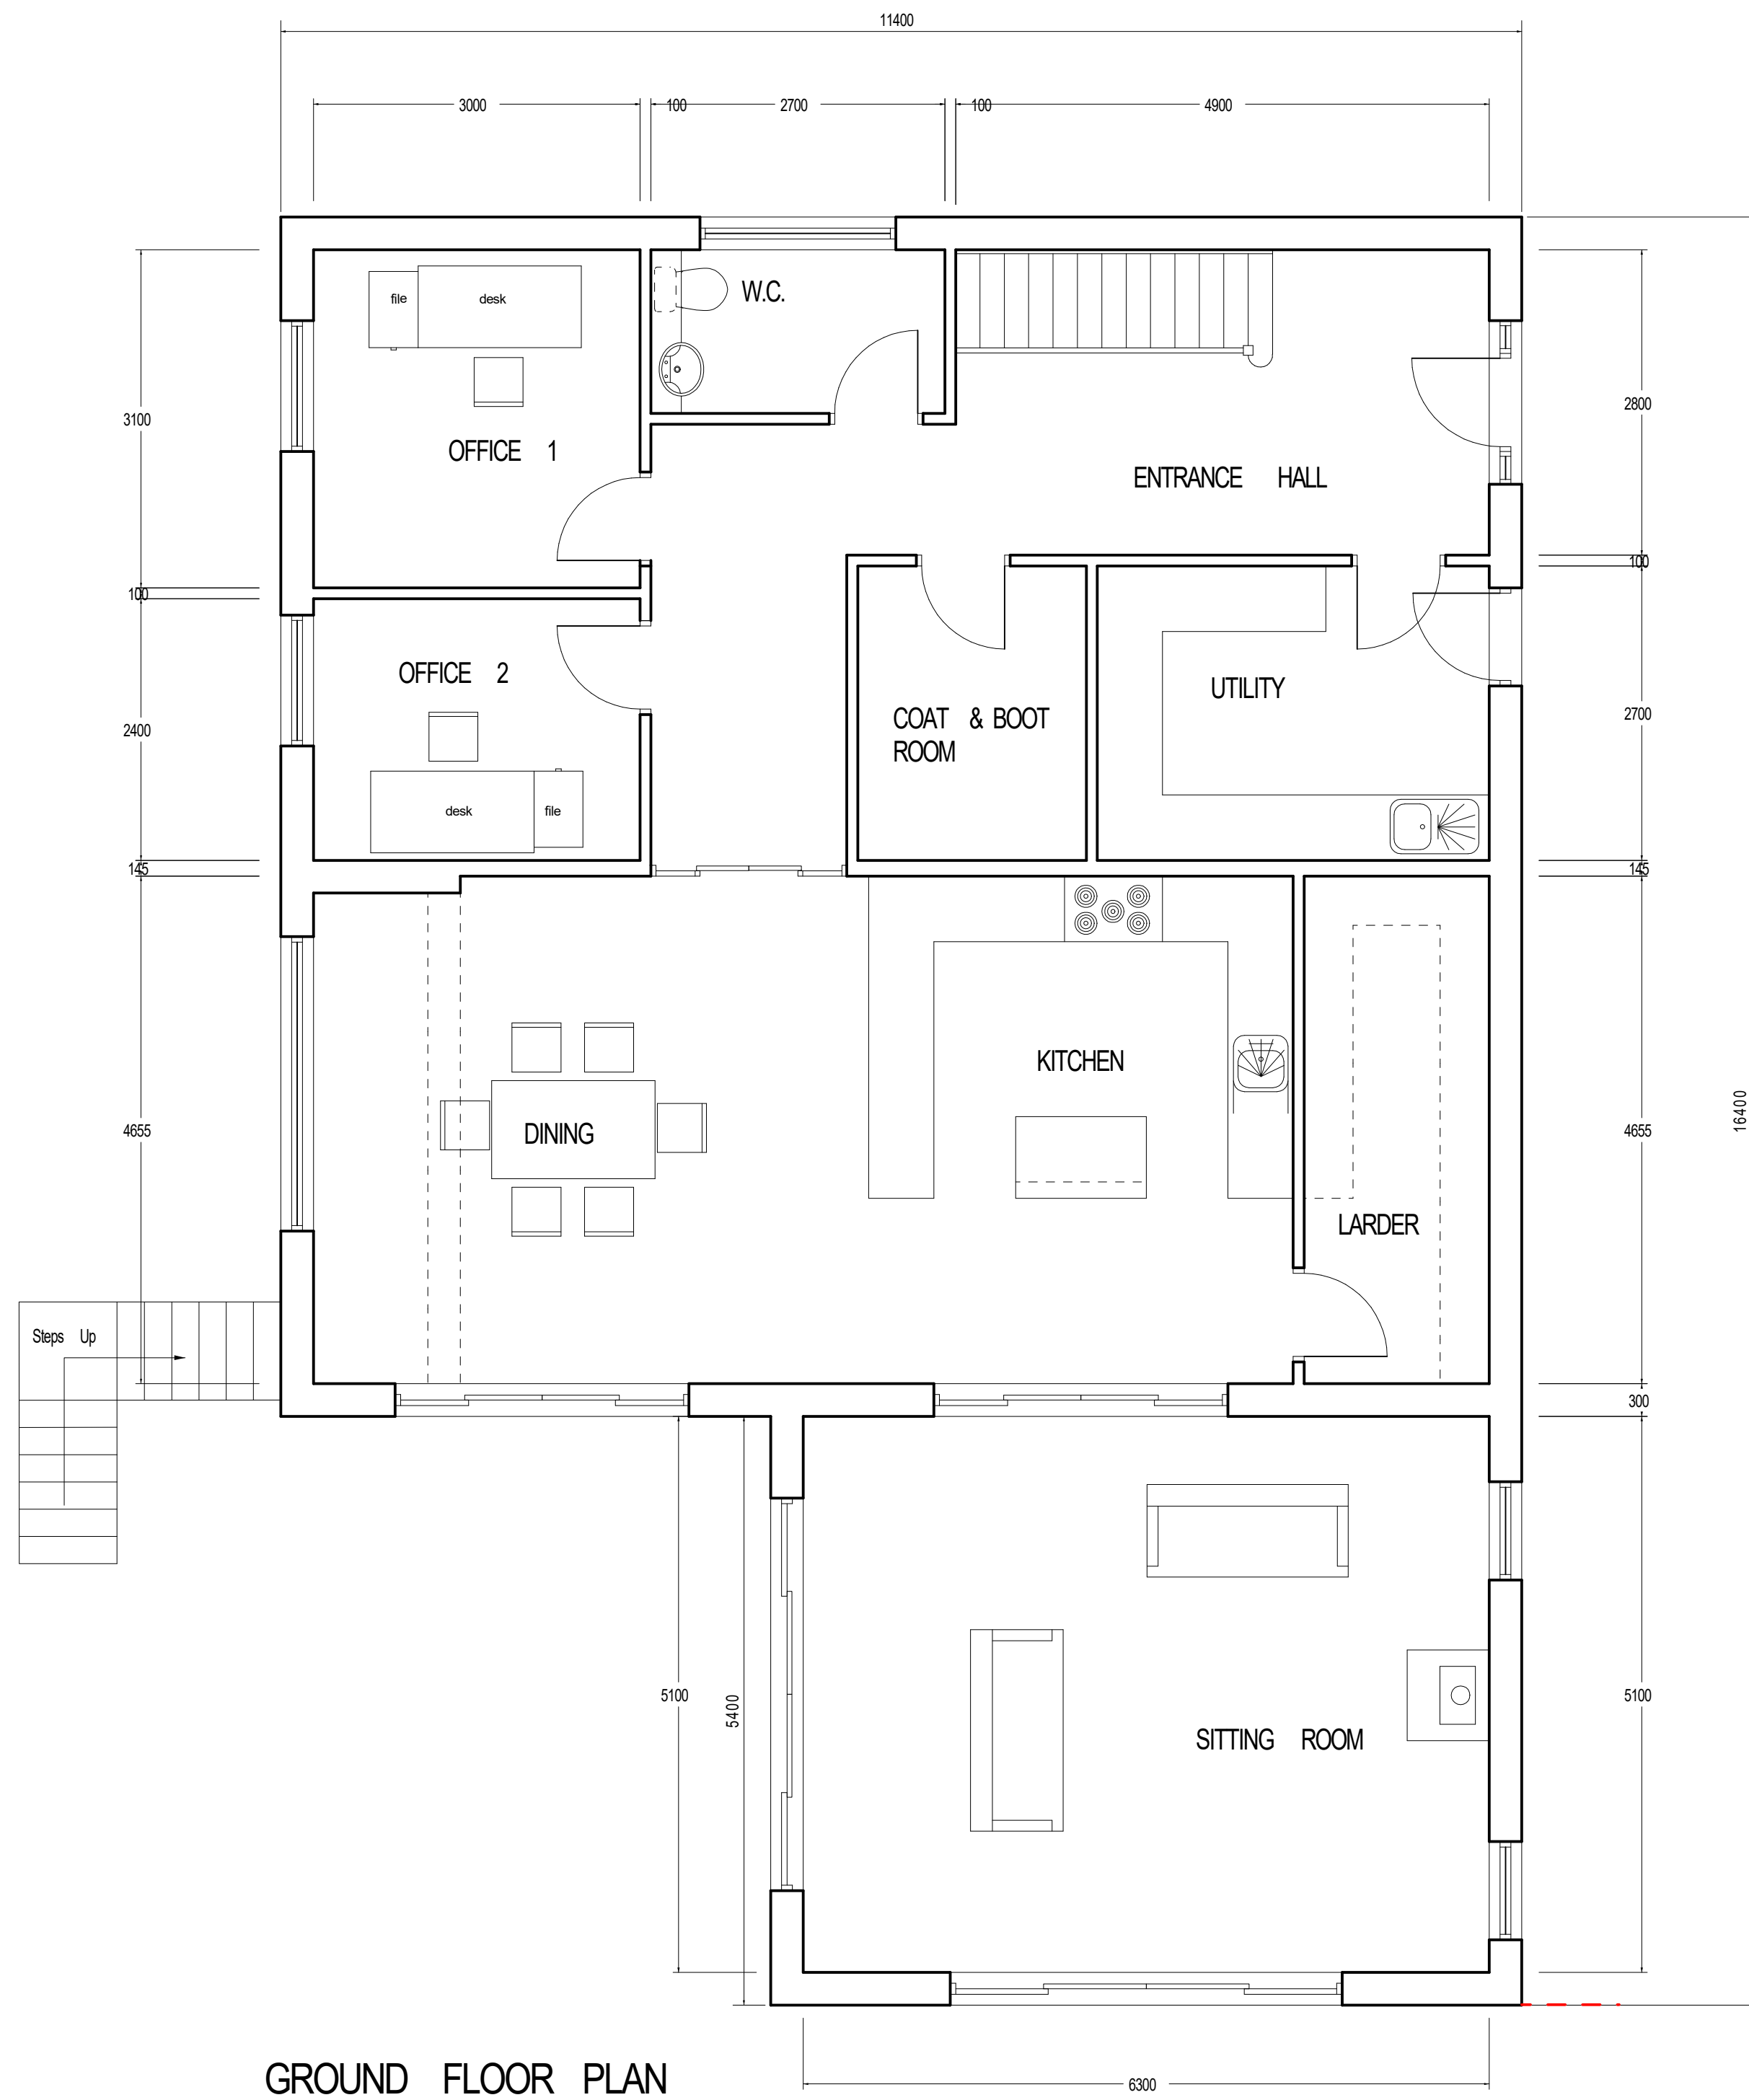 11400
3000
100
2700
100
4900
file
desk
W.C.
3100
OFFICE 1
ENTRANCE HALL
2800
100
100
OFFICE 2
UTILITY
COAT & BOOT
ROOM
2400
2700
desk
file
145
145
KITCHEN
DINING
4655
4655
16400
LARDER
Steps Up
300
5100
5400
5100
SITTING ROOM
GROUND FLOOR PLAN
6300